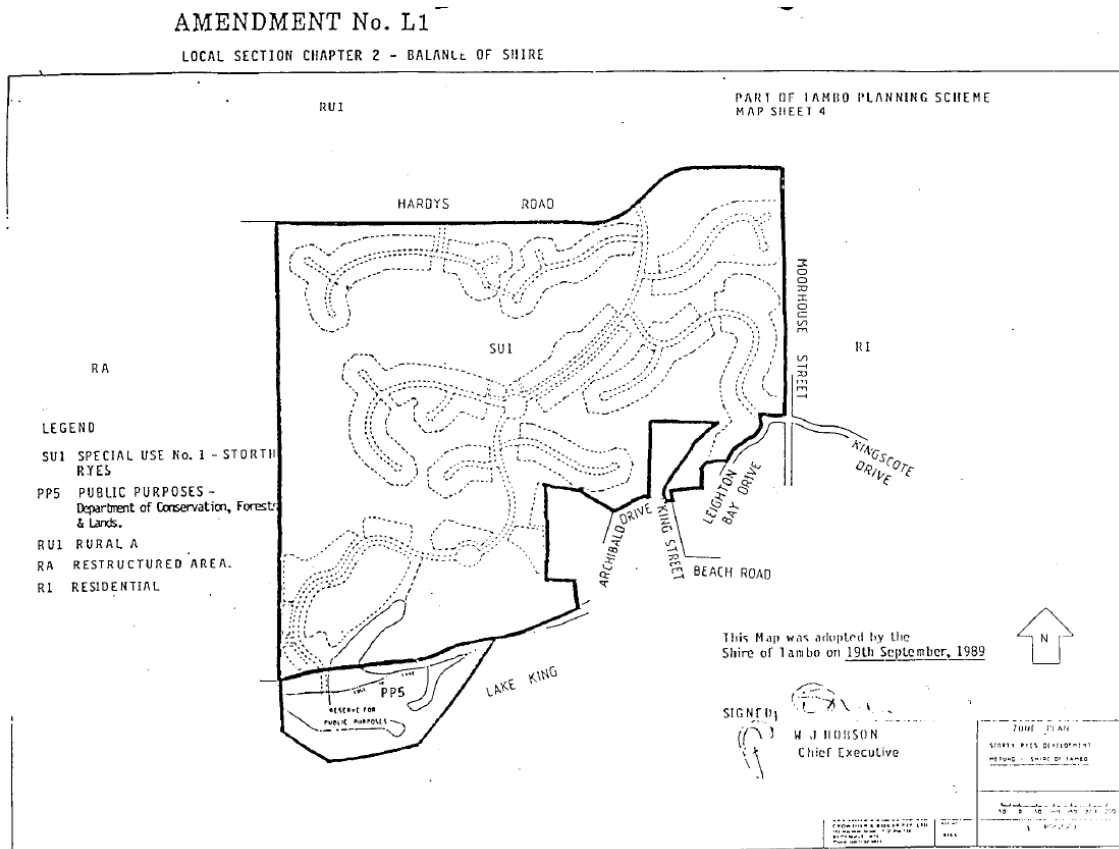 AMENDMENT No. L1
LOCAL SECTION CHAPTER 2 - BALANCE OF SHIRE
RU1
PART OF TAMBO PLANNING SCHEME
MAP SHEET 4
HARDYS ROAD
MOORHOUSE STREET
SU1
R1
RA
LEGEND
SU1 SPECIAL USE No. 1 - STORTH
RYES
PP5 PUBLIC PURPOSES -
Department of Conservation, Forests
& Lands.
RU1 RURAL A
RA RESTRUCTURED AREA.
R1 RESIDENTIAL
KINGSCOTE
DRIVE
LEIGHTON
BAY DRIVE
ARCHIBALD DRIVE
KING STREET
BEACH ROAD
LAKE KING
PP5
RESERVE FOR
PUBLIC PURPOSES
This Map was adopted by the
Shire of Tambo on 19th September, 1989
N
SIGNED:
W J HOBSON
Chief Executive
ZONE PLAN
STORTH RYES DEVELOPMENT
METUNG - SHIRE OF TAMBO